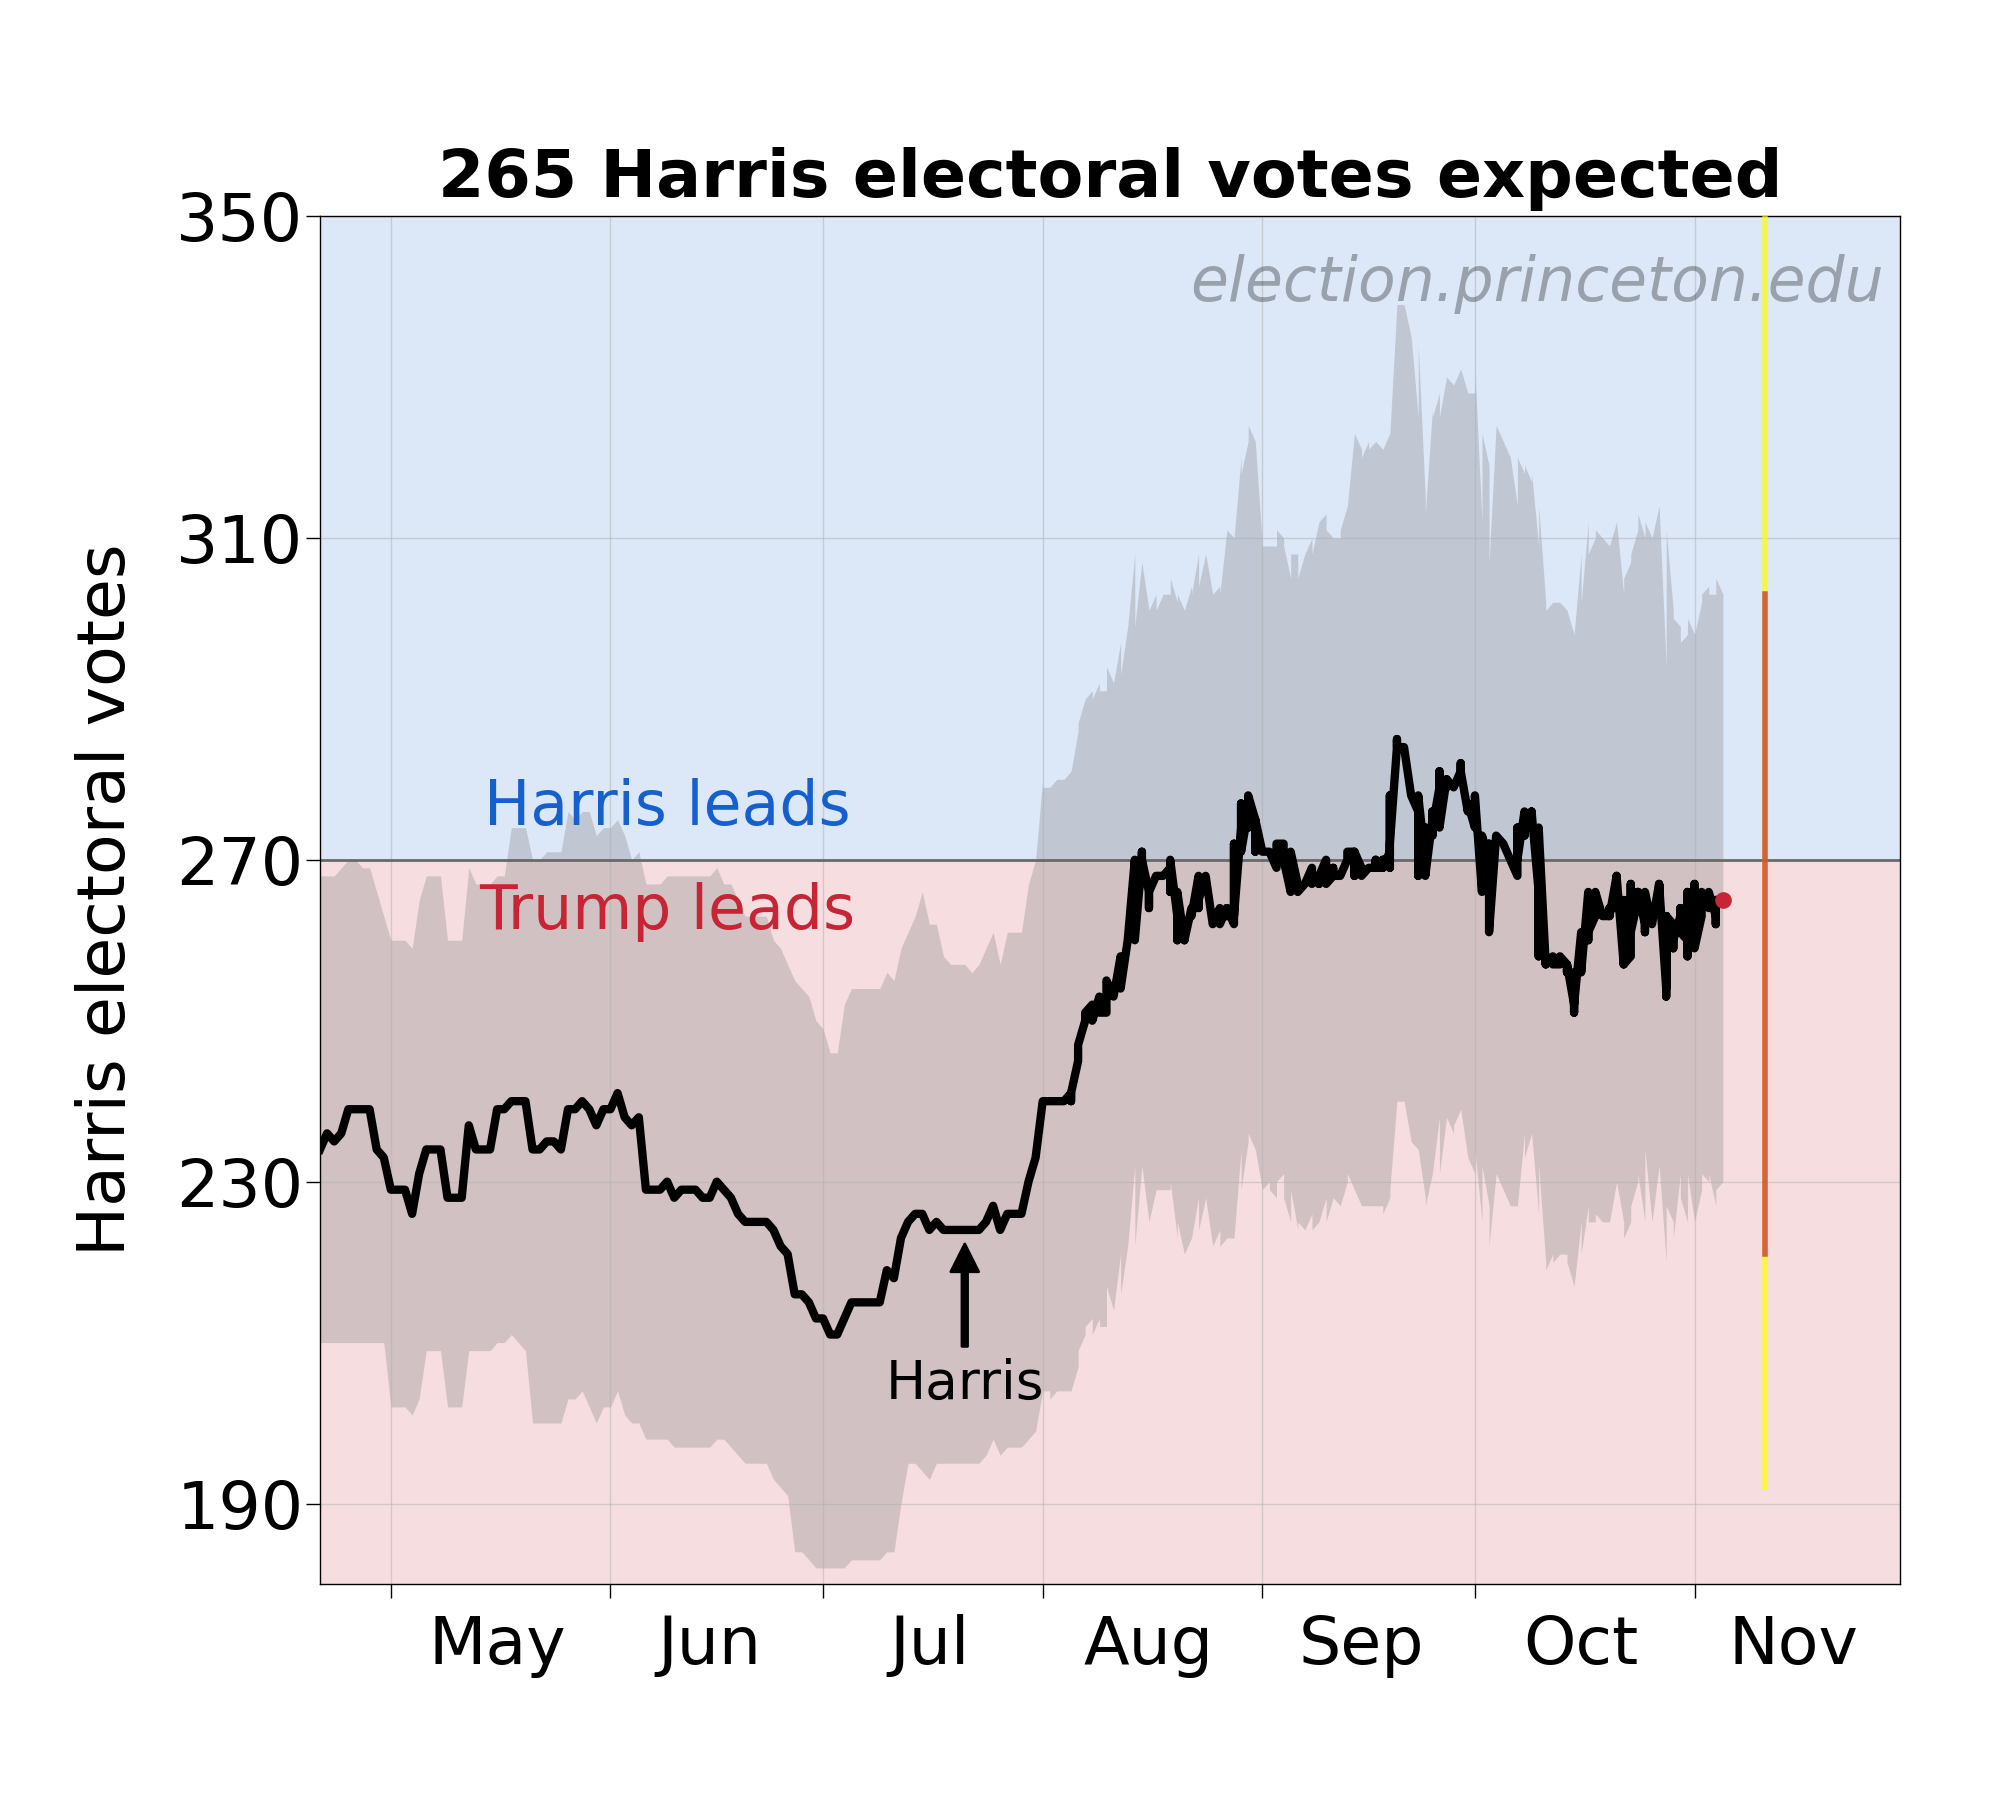 265 Harris electoral votes expected
350
election.princeton.edu
310
Harris electoral votes
Harris leads
270
Trump leads
230
Harris
190
May Jun Jul Aug Sep Oct Nov